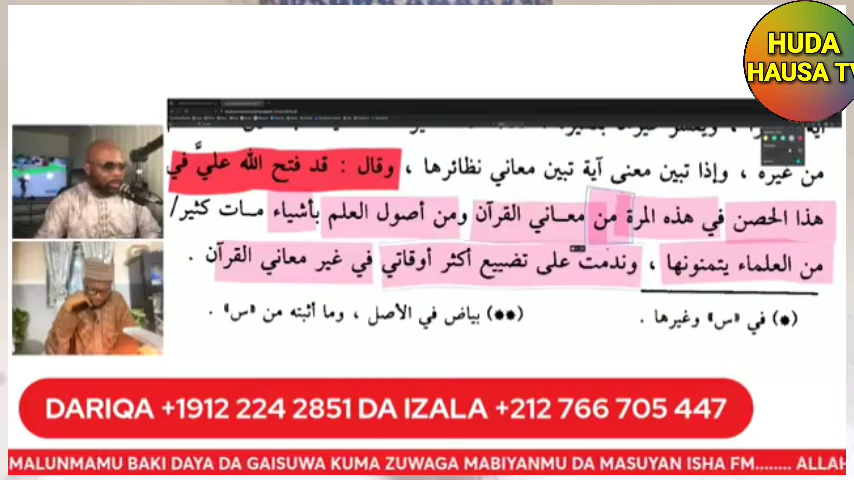 HUDA
HAUSA TV
من غيره ، وإذا تبين معنى آية تبين معاني نظائرها ، وقال : قد فتح الله عليَّ في
هذا الحصن في هذه المرة من معاني القرآن ومن أصول العلم بأشياء مات كثير/
من العلماء يتمنونها ، وندمت على تضييع أكثر أوقاتي في غير معاني القرآن .
(*) في «س» وغيرها .
(**) بياض في الأصل ، وما أثبته من «س» .
DARIQA +1912 224 2851 DA IZALA +212 766 705 447
MALUNMAMU BAKI DAYA DA GAISUWA KUMA ZUWAGA MABIYANMU DA MASUYAN ISHA FM........ ALLAH